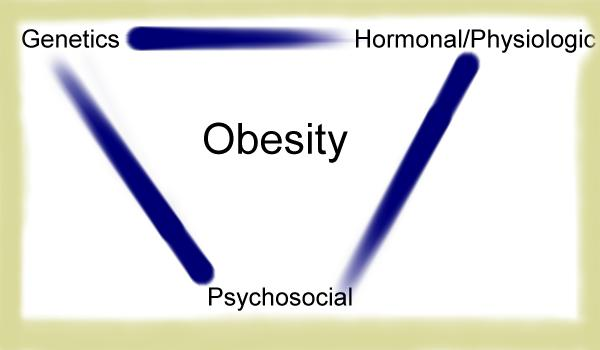 Genetics
Hormonal/Physiologic
Obesity
Psychosocial